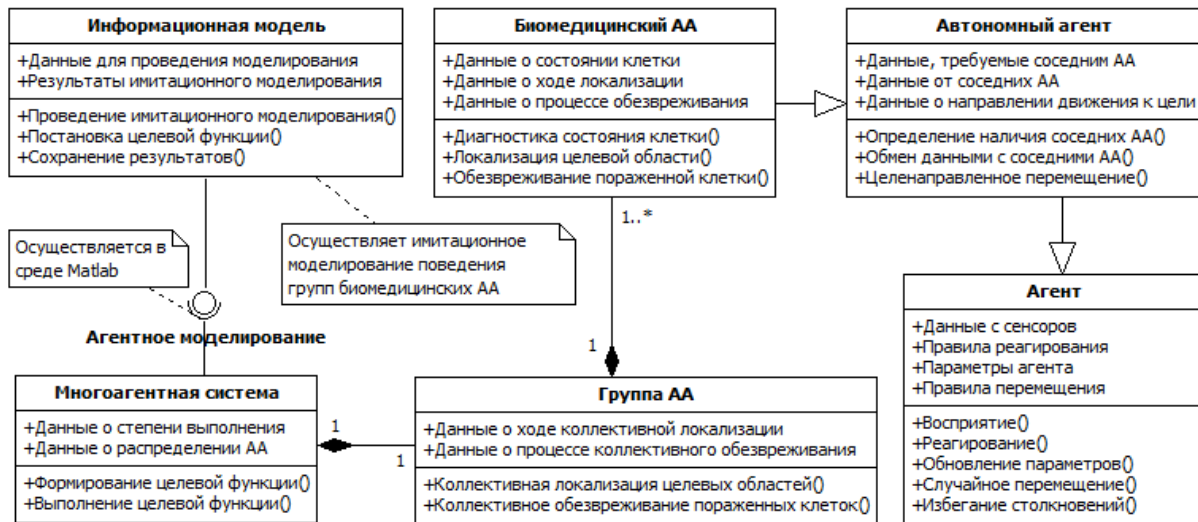 Информационная модель
+Данные для проведения моделирования
+Результаты имитационного моделирования
+Проведение имитационного моделирования()
+Постановка целевой функции()
+Сохранение результатов()
Биомедицинский АА
+Данные о состоянии клетки
+Данные о ходе локализации
+Данные о процессе обезвреживания
+Диагностика состояния клетки()
+Локализация целевой области()
+Обезвреживание пораженной клетки()
Автономный агент
+Данные, требуемые соседним АА
+Данные от соседних АА
+Данные о направлении движения к цели
+Определение наличия соседних АА()
+Обмен данными с соседними АА()
+Целенаправленное перемещение()
1..*
Осуществляется в
среде Matlab
Осуществляет имитационное
моделирование поведения
групп биомедицинских АА
Агентное моделирование
1
Агент
+Данные с сенсоров
+Правила реагирования
+Параметры агента
+Правила перемещения
+Восприятие()
+Реагирование()
+Обновление параметров()
+Случайное перемещение()
+Избегание столкновений()
Многоагентная система
+Данные о степени выполнения
+Данные о распределении АА
+Формирование целевой функции()
+Выполнение целевой функции()
1
1
Группа АА
+Данные о ходе коллективной локализации
+Данные о процессе коллективного обезвреживания
+Коллективная локализация целевых областей()
+Коллективное обезвреживание пораженных клеток()